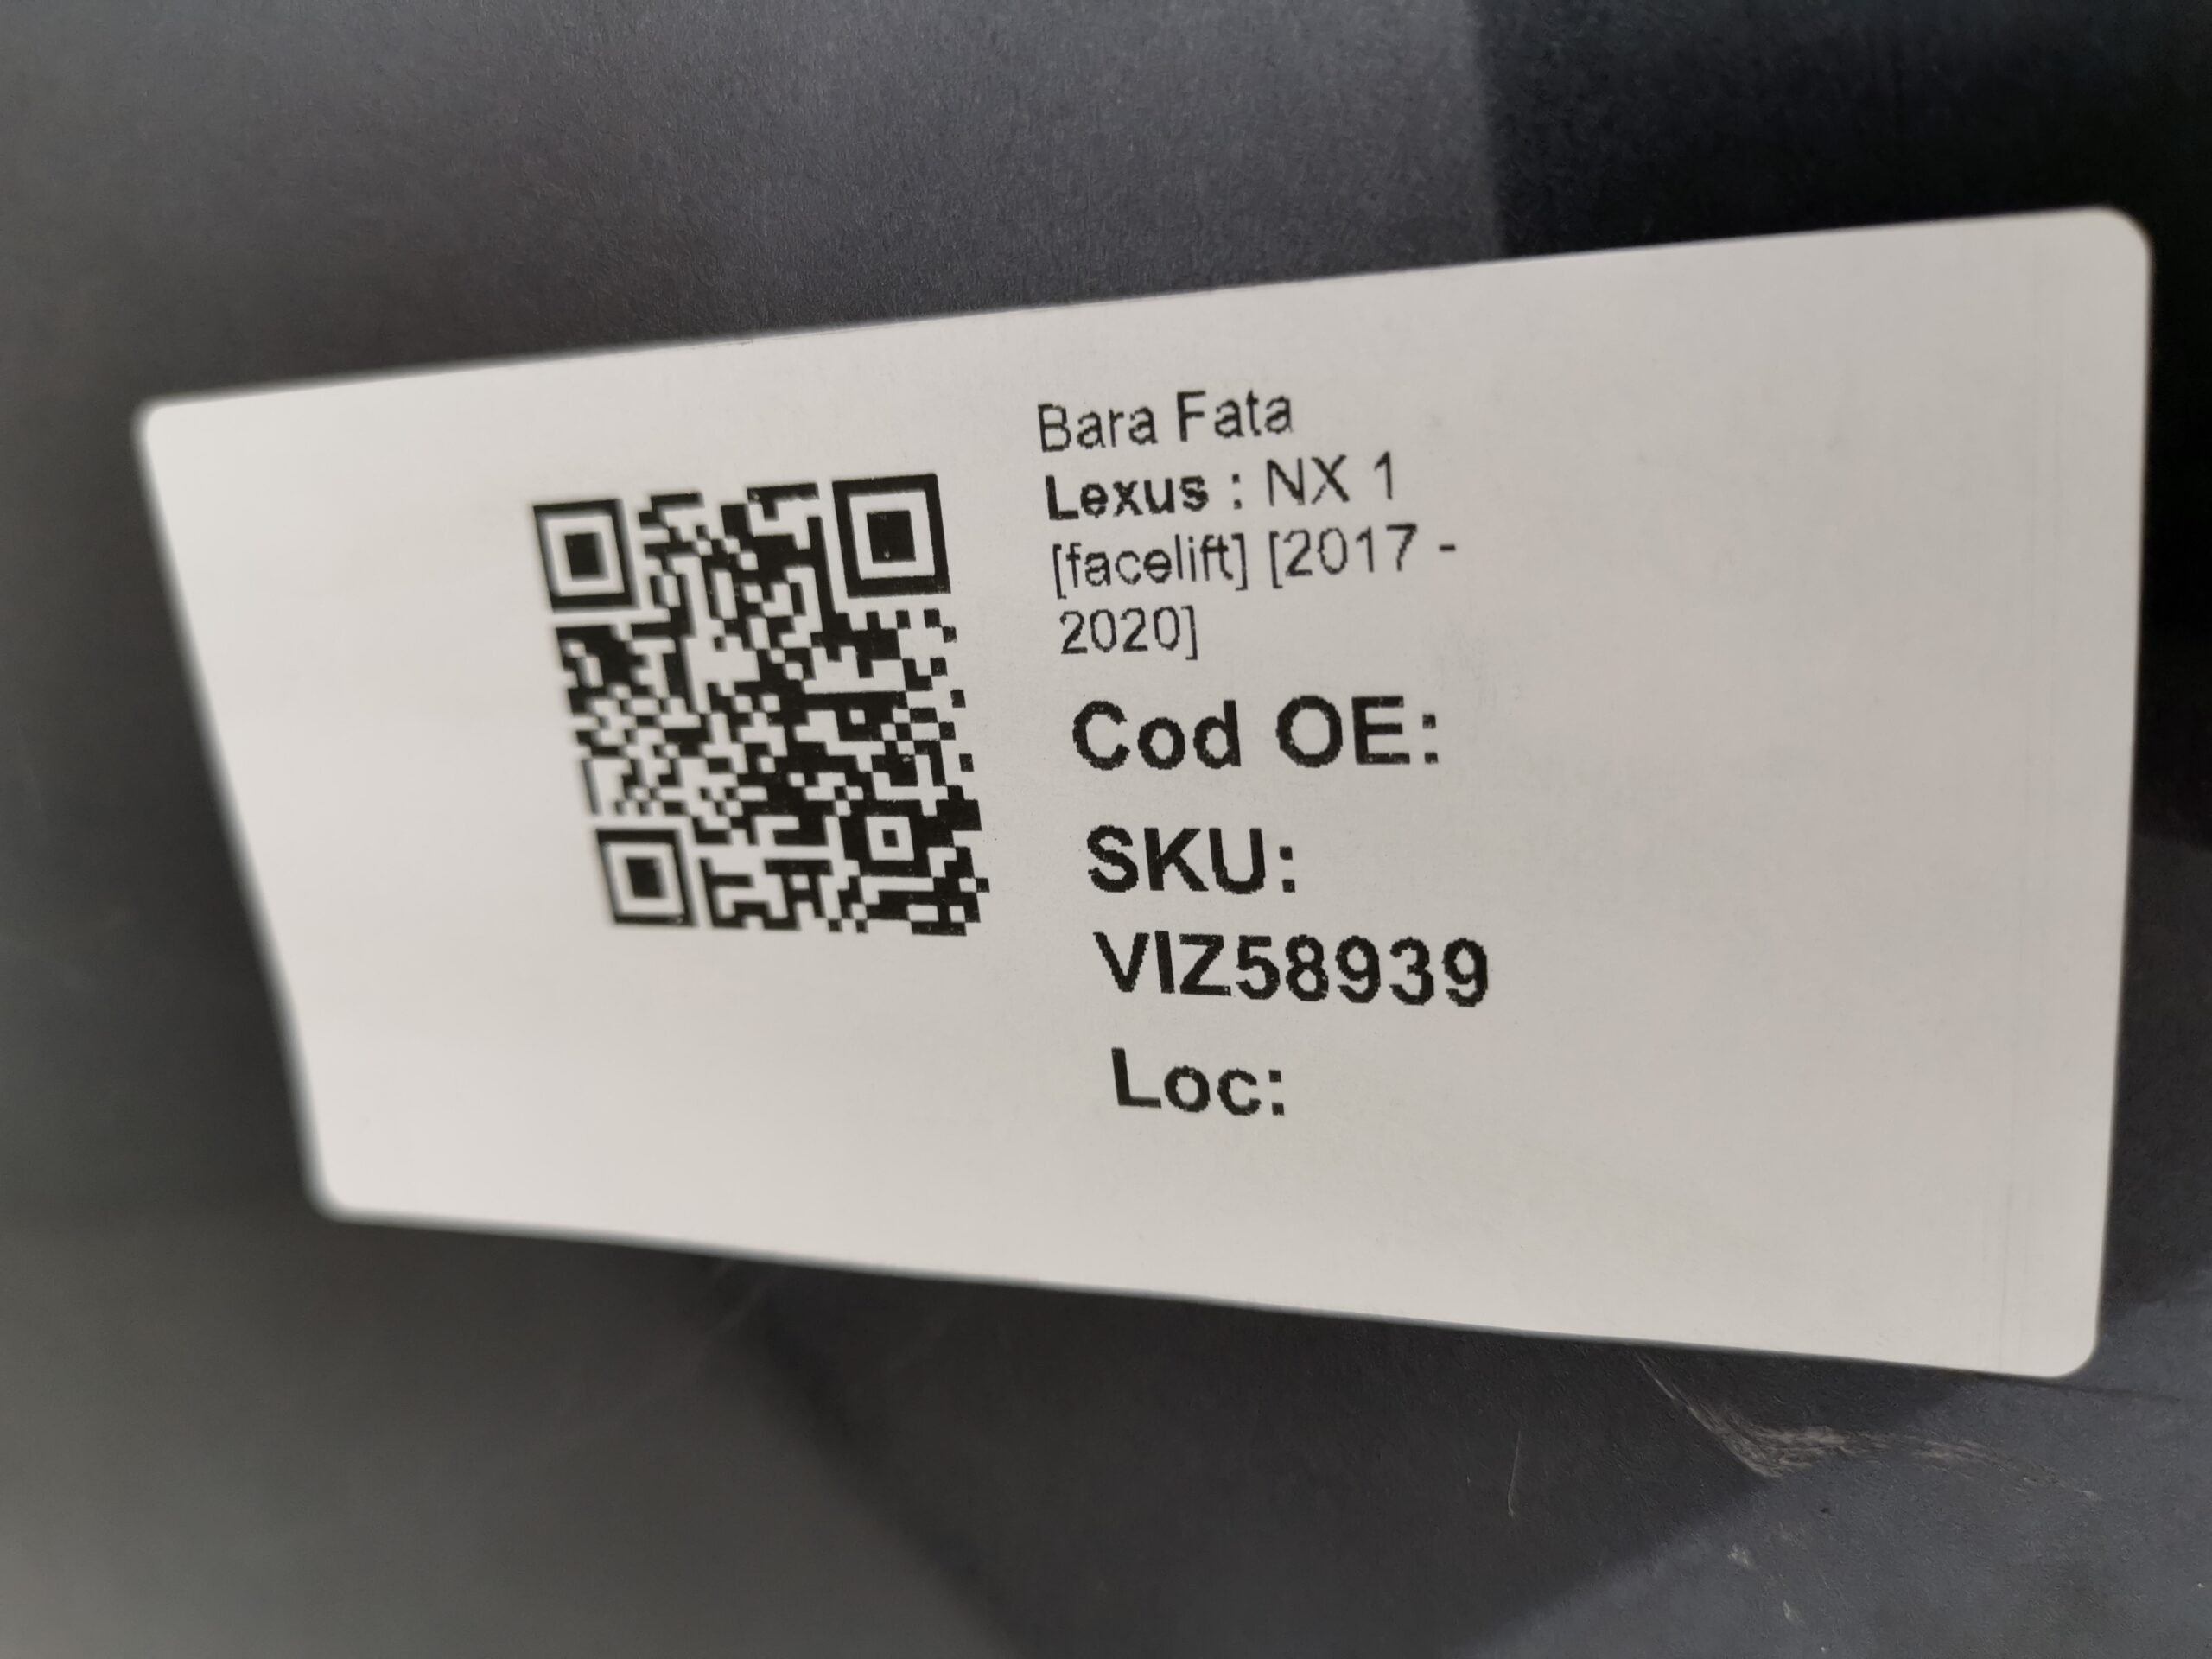 Bara Fata
Lexus : NX 1
[facelift] [2017 -
2020]
Cod OE:
SKU:
VIZ58939
Loc: